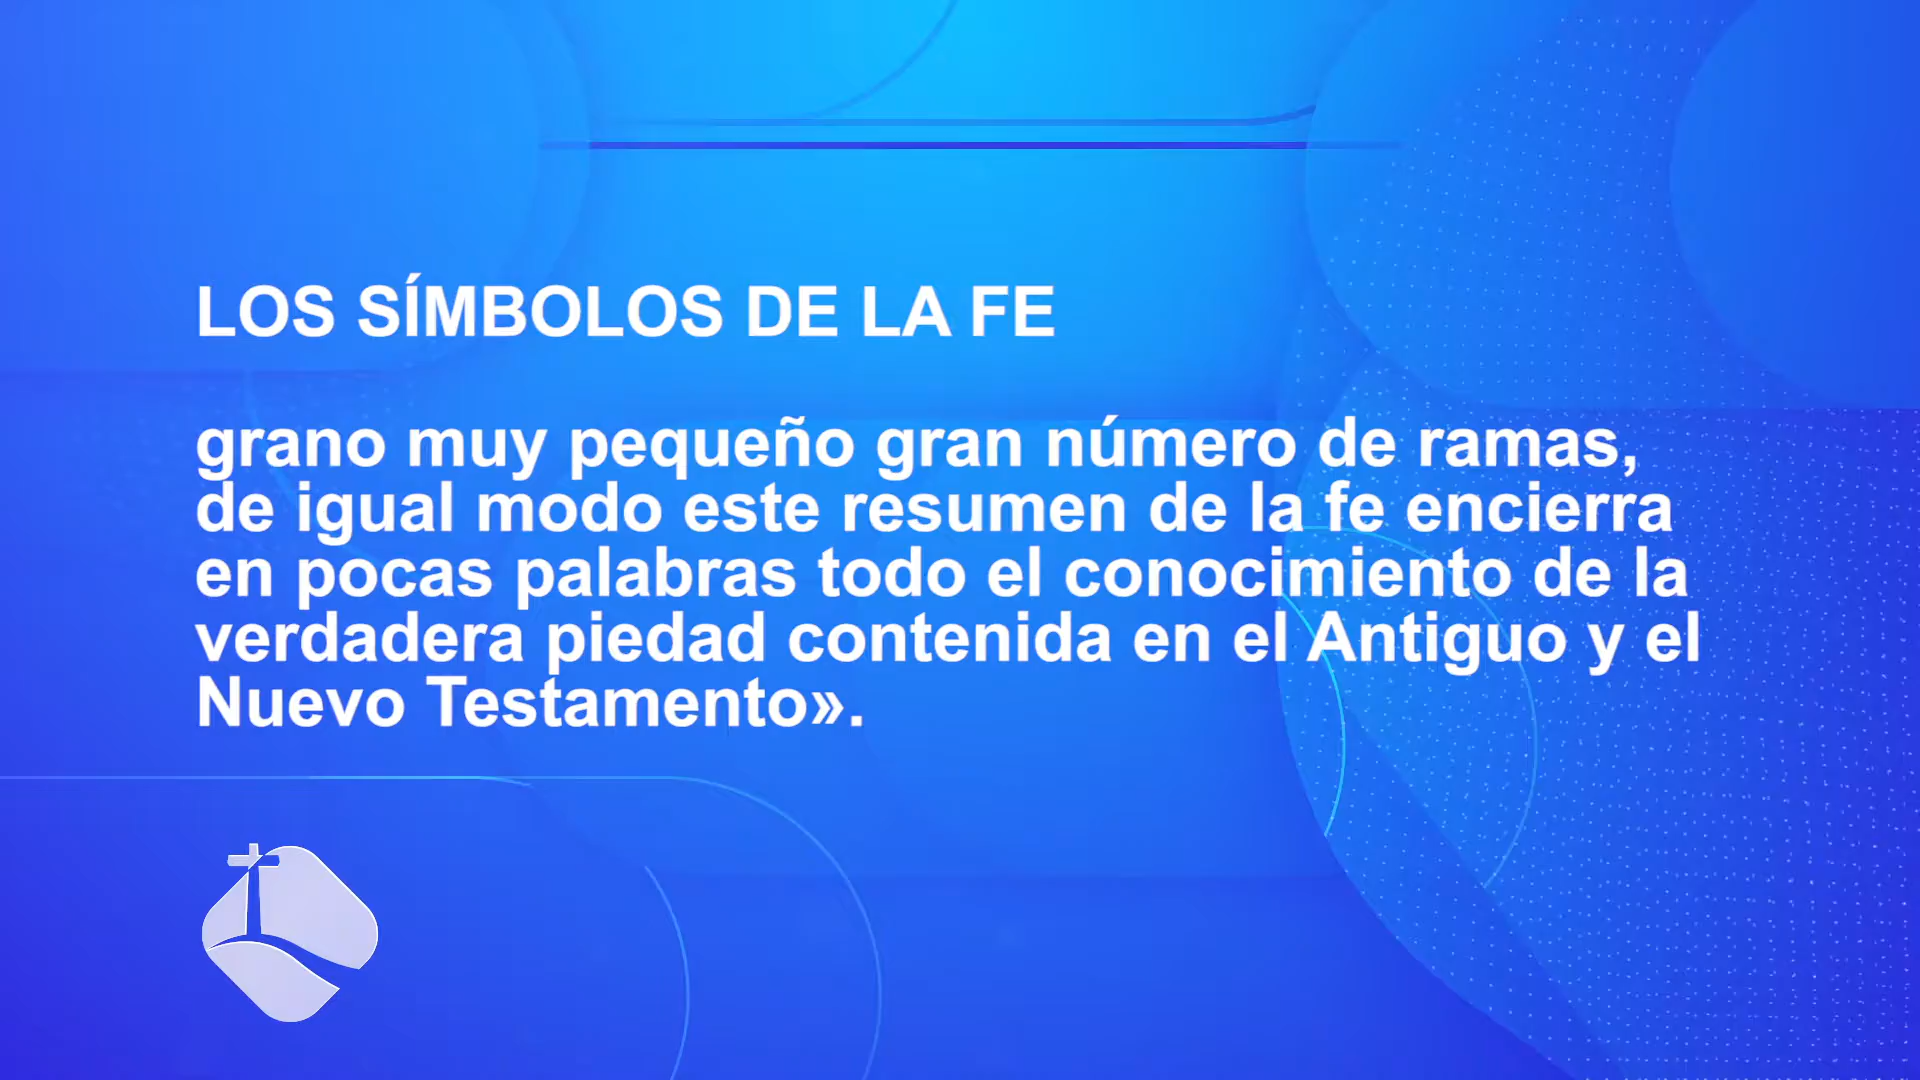 LOS SÍMBOLOS DE LA FE
grano muy pequeño gran número de ramas,
de igual modo este resumen de la fe encierra
en pocas palabras todo el conocimiento de la
verdadera piedad contenida en el Antiguo y el
Nuevo Testamento».